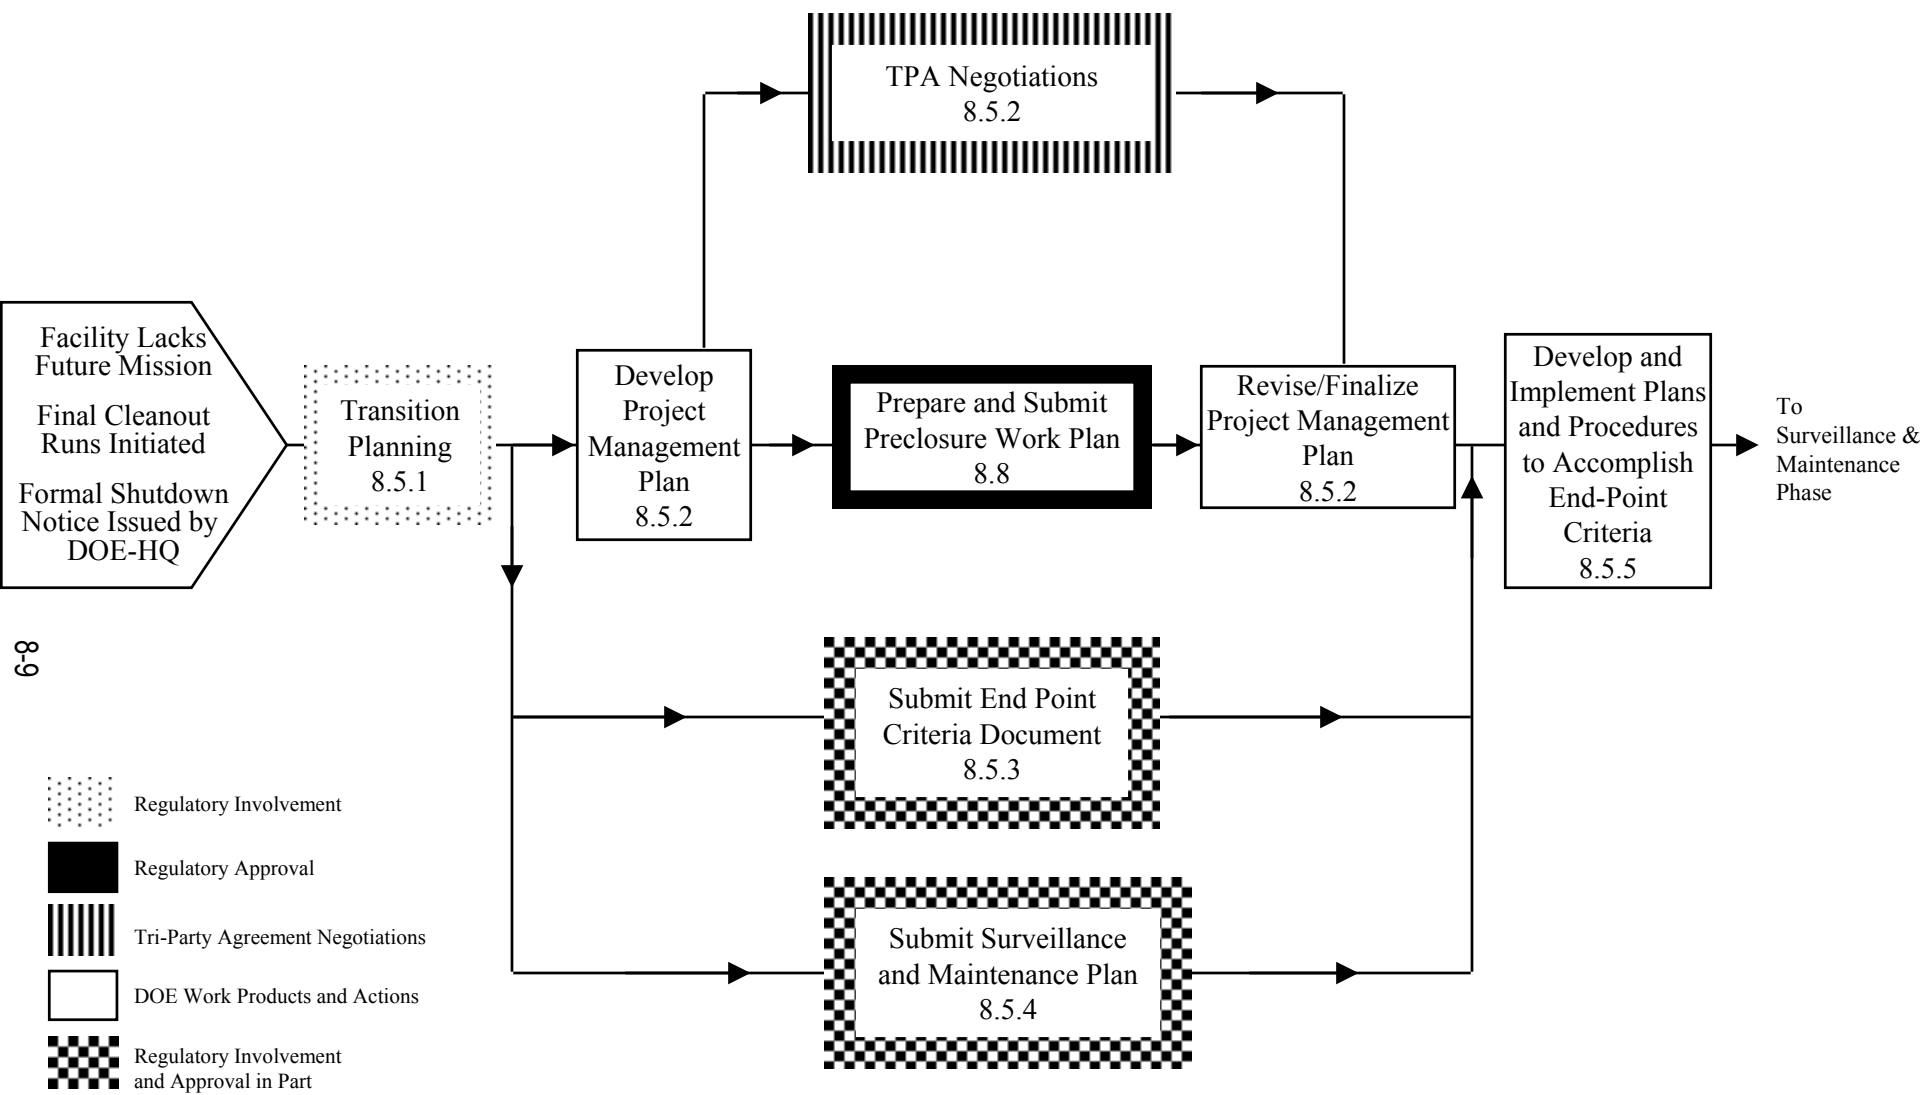 TPA Negotiations
8.5.2
Facility Lacks
Future Mission
Final Cleanout
Runs Initiated
Formal Shutdown
Notice Issued by
DOE-HQ
Transition
Planning
8.5.1
Develop
Project
Management
Plan
8.5.2
Prepare and Submit
Preclosure Work Plan
8.8
Revise/Finalize
Project Management
Plan
8.5.2
Develop and
Implement Plans
and Procedures
to Accomplish
End-Point
Criteria
8.5.5
To
Surveillance &
Maintenance
Phase
8-9
Submit End Point
Criteria Document
8.5.3
Submit Surveillance
and Maintenance Plan
8.5.4
Regulatory Involvement
Regulatory Approval
Tri-Party Agreement Negotiations
DOE Work Products and Actions
Regulatory Involvement
and Approval in Part